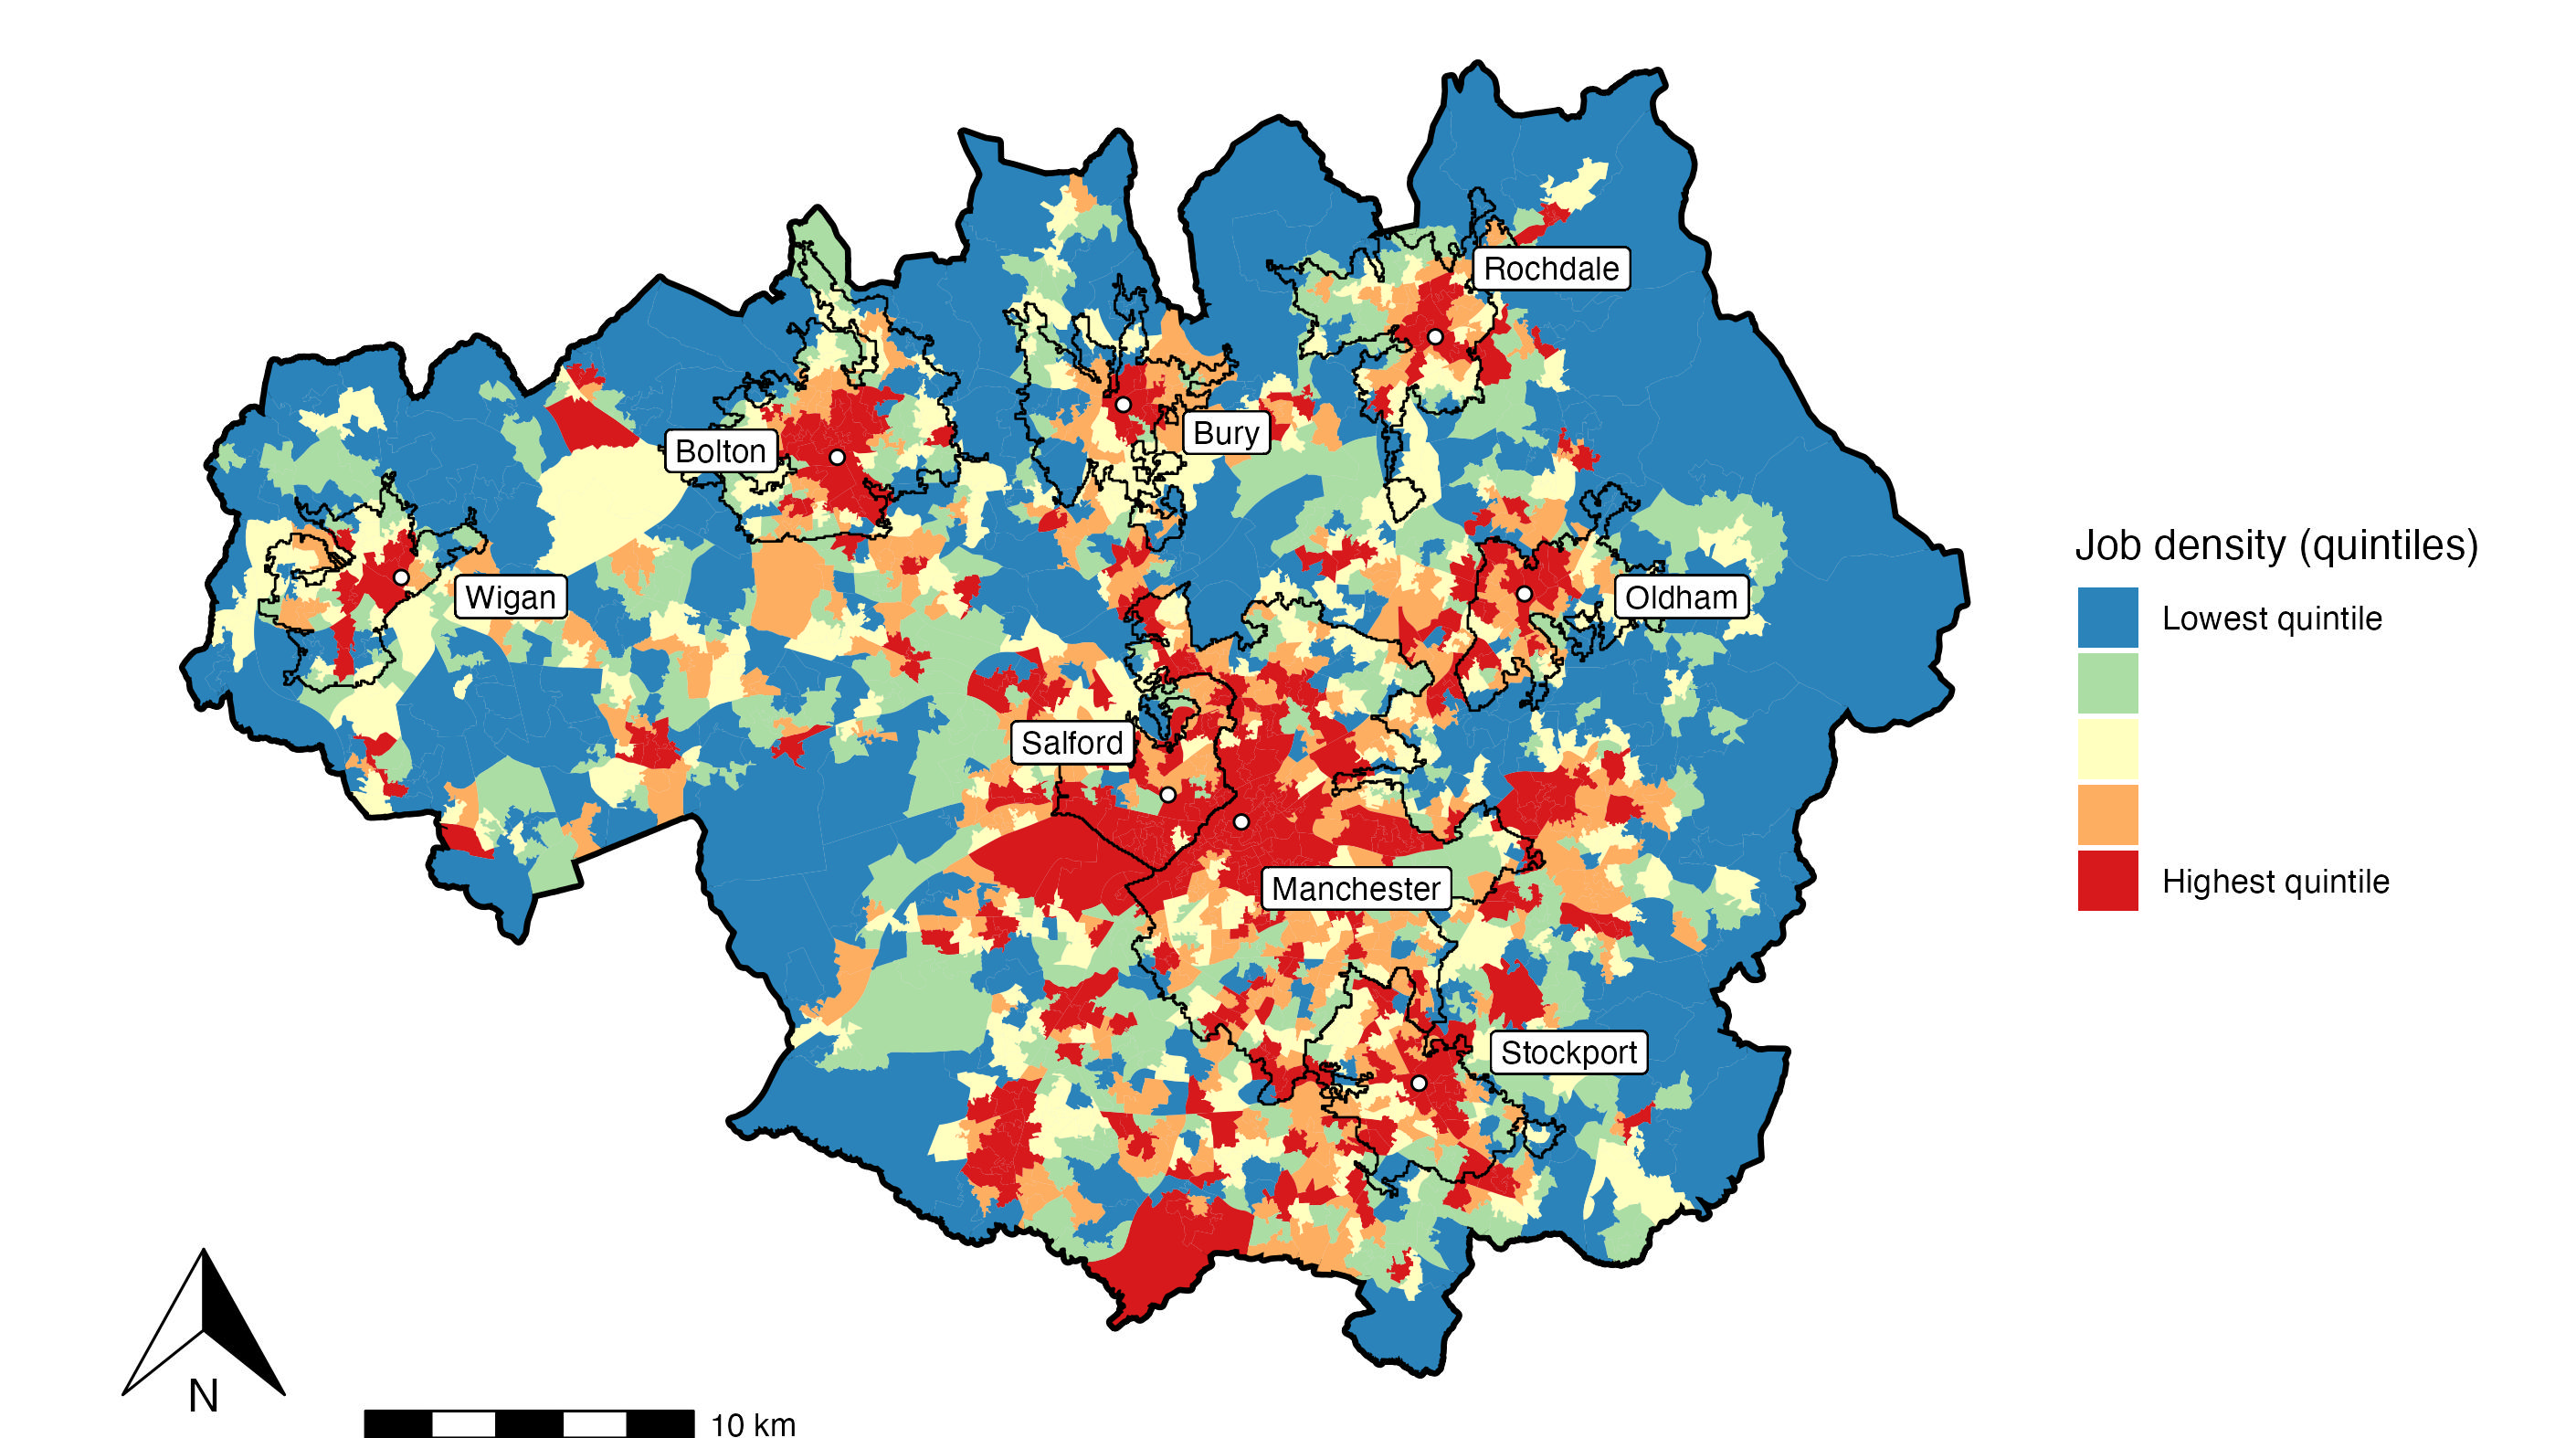 Rochdale
Bolton
Bury
Wigan
Oldham
Salford
Manchester
Stockport
Job density (quintiles)
Lowest quintile
Highest quintile
N
10 km